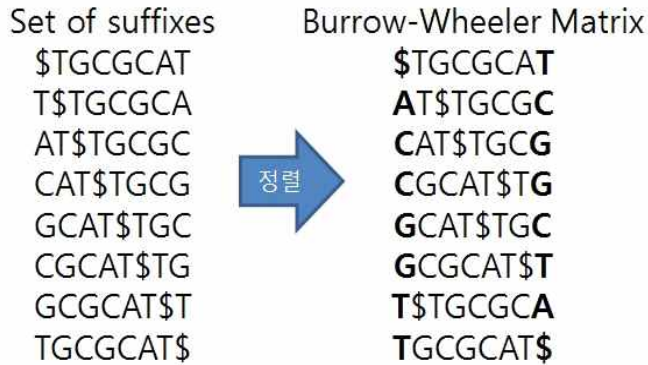 Set of suffixes
$TGCGCAT
T$TGCGCA
AT$TGCGC
CAT$TGCG
GCAT$TGC
CGCAT$TG
GCGCAT$T
TGCGCAT$
정렬
Burrow-Wheeler Matrix
$TGCGCAT
AT$TGCGC
CAT$TGCG
CGCAT$TG
GCAT$TGC
GCGCAT$T
T$TGCGCA
TGCGCAT$